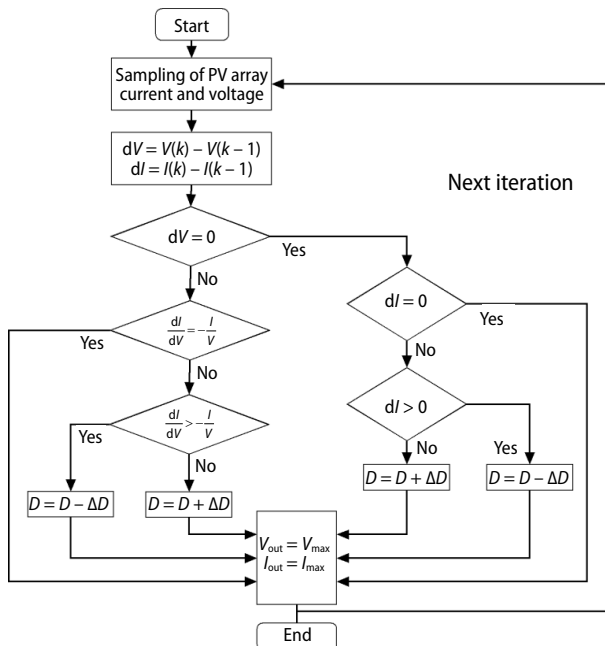 Start
Sampling of PV array
current and voltage
dV = V(k) – V(k – 1)
dI = I(k) – I(k – 1)
Next iteration
dV = 0
Yes
No
dI = 0
Yes
No
dI/dV = –I/V
Yes
No
dI > 0
Yes
No
dI/dV > –I/V
Yes
No
D = D – ΔD
D = D + ΔD
D = D + ΔD
D = D – ΔD
Vout = Vmax
Iout = Imax
End